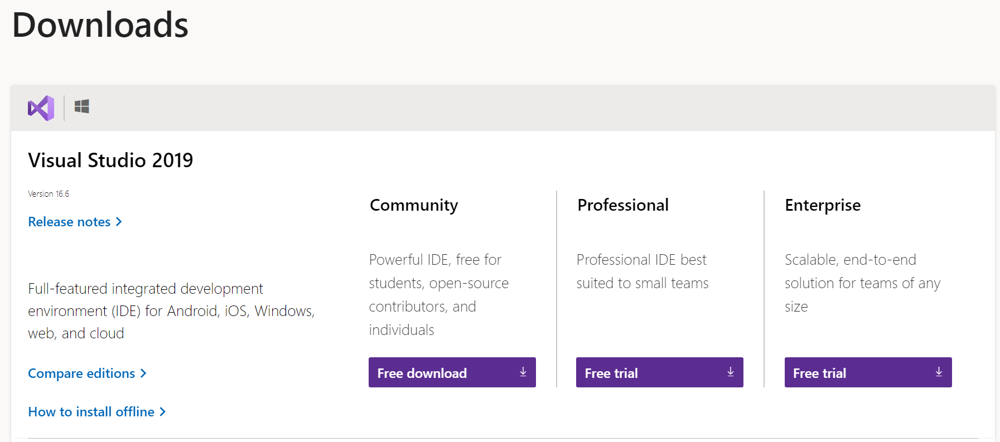 Downloads
Visual Studio 2019
Version 16.6
Release notes
Full-featured integrated development
environment (IDE) for Android, iOS, Windows,
web, and cloud
Compare editions
How to install offline
Community
Powerful IDE, free for
students, open-source
contributors, and
individuals
Free download
Professional
Professional IDE best
suited to small teams
Free trial
Enterprise
Scalable, end-to-end
solution for teams of any
size
Free trial